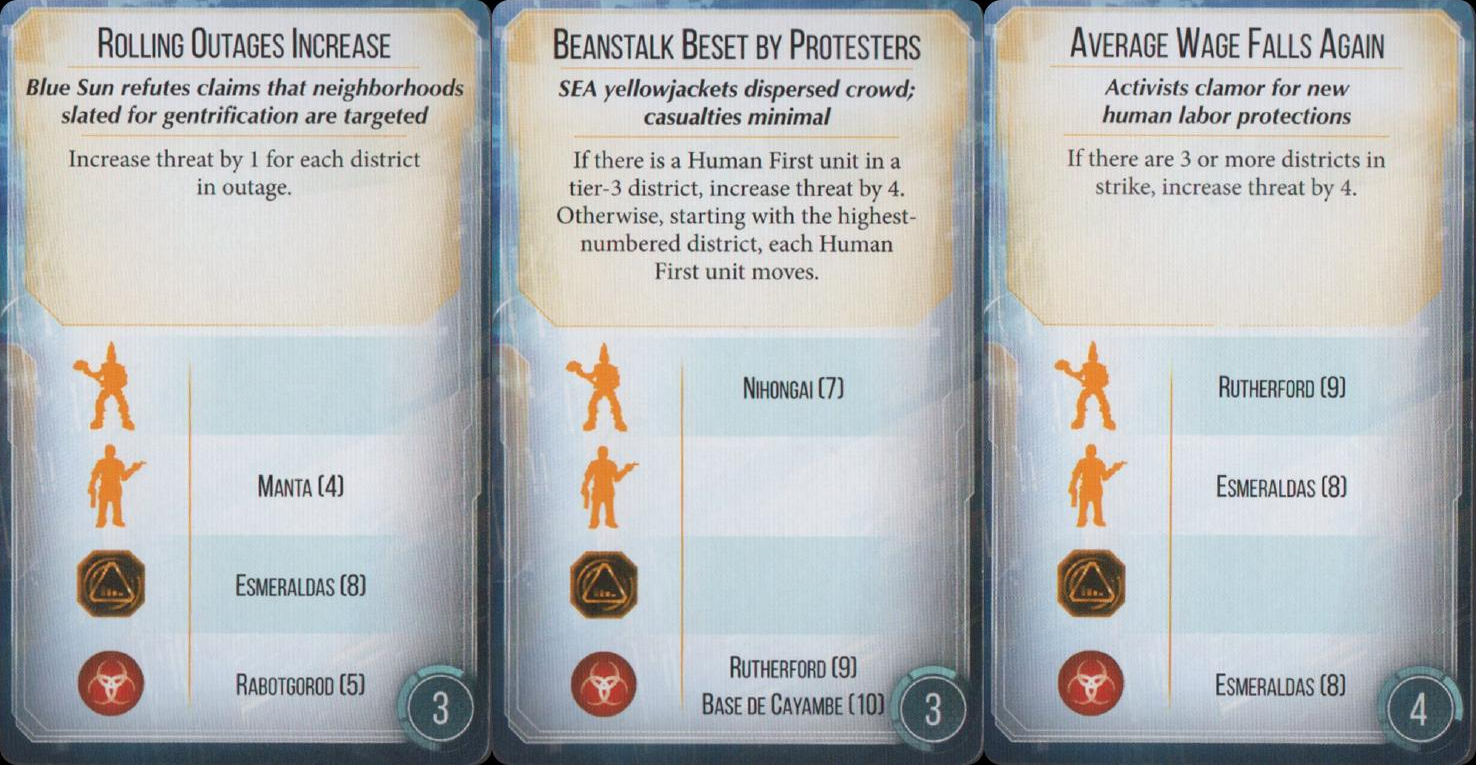 Rolling Outages Increase
Blue Sun refutes claims that neighborhoods
slated for gentrification are targeted
Increase threat by 1 for each district
in outage.
Manta (4)
Esmeraldas (8)
Rabotgorod (5)
3
Beanstalk Beset by Protesters
SEA yellowjackets dispersed crowd;
casualties minimal
If there is a Human First unit in a
tier-3 district, increase threat by 4.
Otherwise, starting with the highest-
numbered district, each Human
First unit moves.
Nihongai (7)
Rutherford (9)
Base de Cayambe (10)
3
Average Wage Falls Again
Activists clamor for new
human labor protections
If there are 3 or more districts in
strike, increase threat by 4.
Rutherford (9)
Esmeraldas (8)
Esmeraldas (8)
4